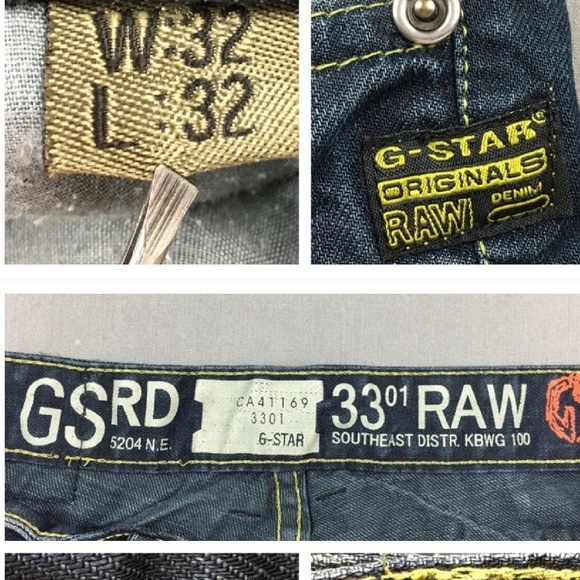 W:32
L:32
G-STAR®
ORIGINALS
RAW
DENIM
GSRD
5204 N.E.
CA41169
3301
G-STAR
33⁰¹ RAW
SOUTHEAST DISTR. KBWG 100